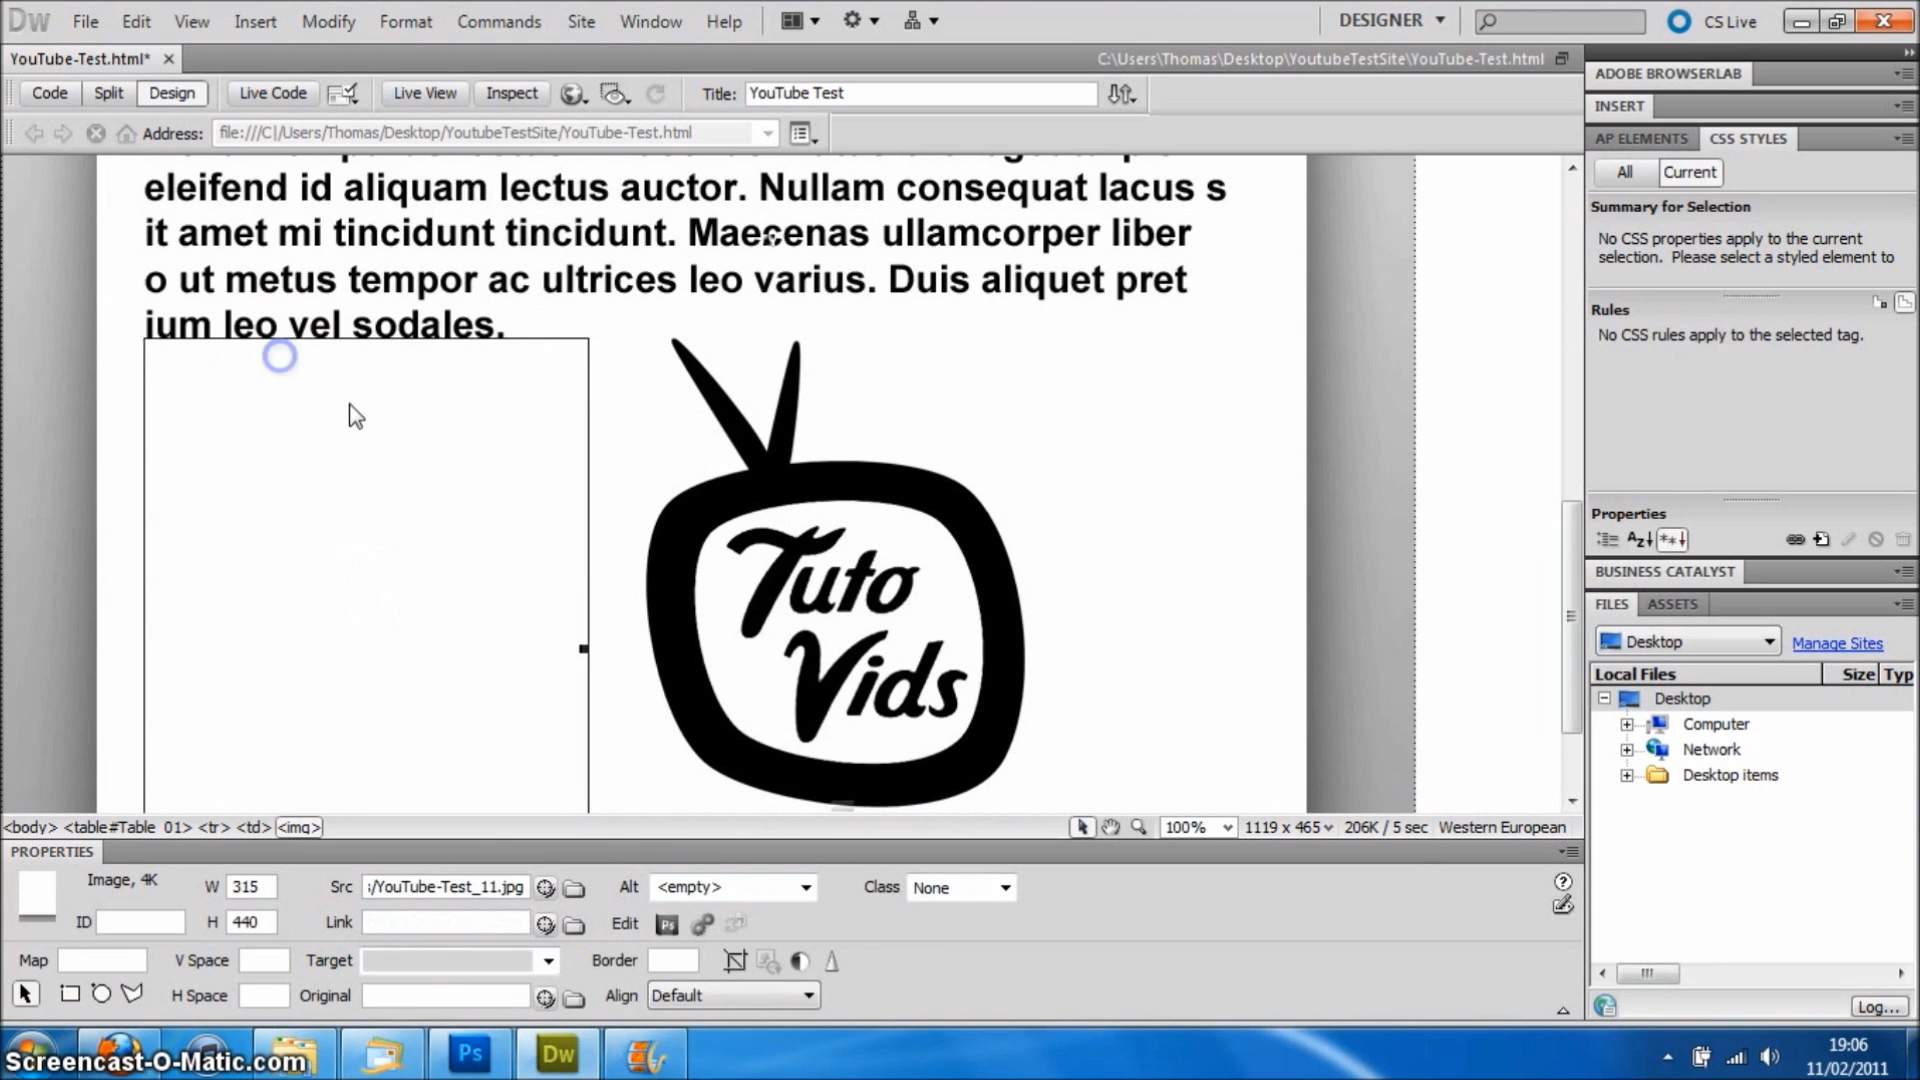 Dw File Edit View Insert Modify Format Commands Site Window Help DESIGNER CS Live
YouTube-Test.html* C:\Users\Thomas\Desktop\YoutubeTestSite\YouTube-Test.html
Code Split Design Live Code Live View Inspect Title: YouTube Test
Address: file:///C|/Users/Thomas/Desktop/YoutubeTestSite/YouTube-Test.html
eleifend id aliquam lectus auctor. Nullam consequat lacus s
it amet mi tincidunt tincidunt. Maecenas ullamcorper liber
o ut metus tempor ac ultrices leo varius. Duis aliquet pret
ium leo vel sodales.
Tuto
Vids
ADOBE BROWSERLAB
INSERT
AP ELEMENTS CSS STYLES
All Current
Summary for Selection
No CSS properties apply to the current
selection. Please select a styled element to
Rules
No CSS rules apply to the selected tag.
Properties
BUSINESS CATALYST
FILES ASSETS
Desktop Manage Sites
Local Files Size Typ
Desktop
Computer
Network
Desktop items
Log...
<body> <table#Table_01> <tr> <td> <img> 100% 1119 x 465 206K / 5 sec Western European
PROPERTIES
Image, 4K W 315 Src ;/YouTube-Test_11.jpg Alt <empty> Class None
ID H 440 Link Edit Ps
Map V Space Target Border
H Space Original Align Default
Screencast-O-Matic.com Ps Dw 19:06
11/02/2011